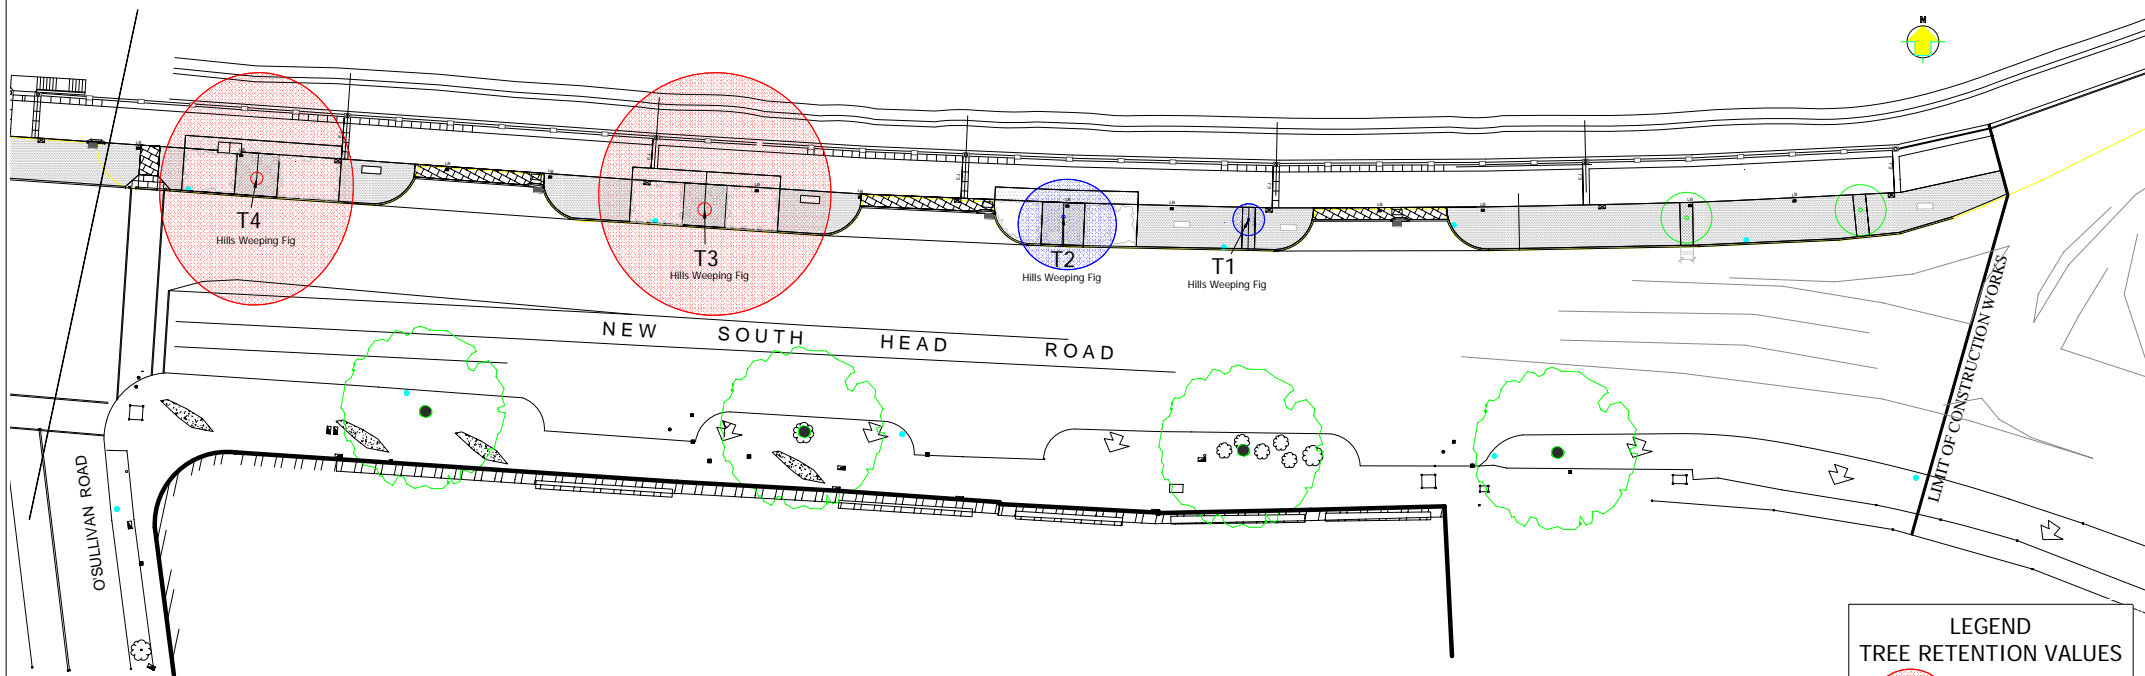 N
T4
Hills Weeping Fig
T3
Hills Weeping Fig
T2
Hills Weeping Fig
T1
Hills Weeping Fig
NEW SOUTH HEAD ROAD
O'SULLIVAN ROAD
LIMIT OF CONSTRUCTION WORKS
LEGEND
TREE RETENTION VALUES